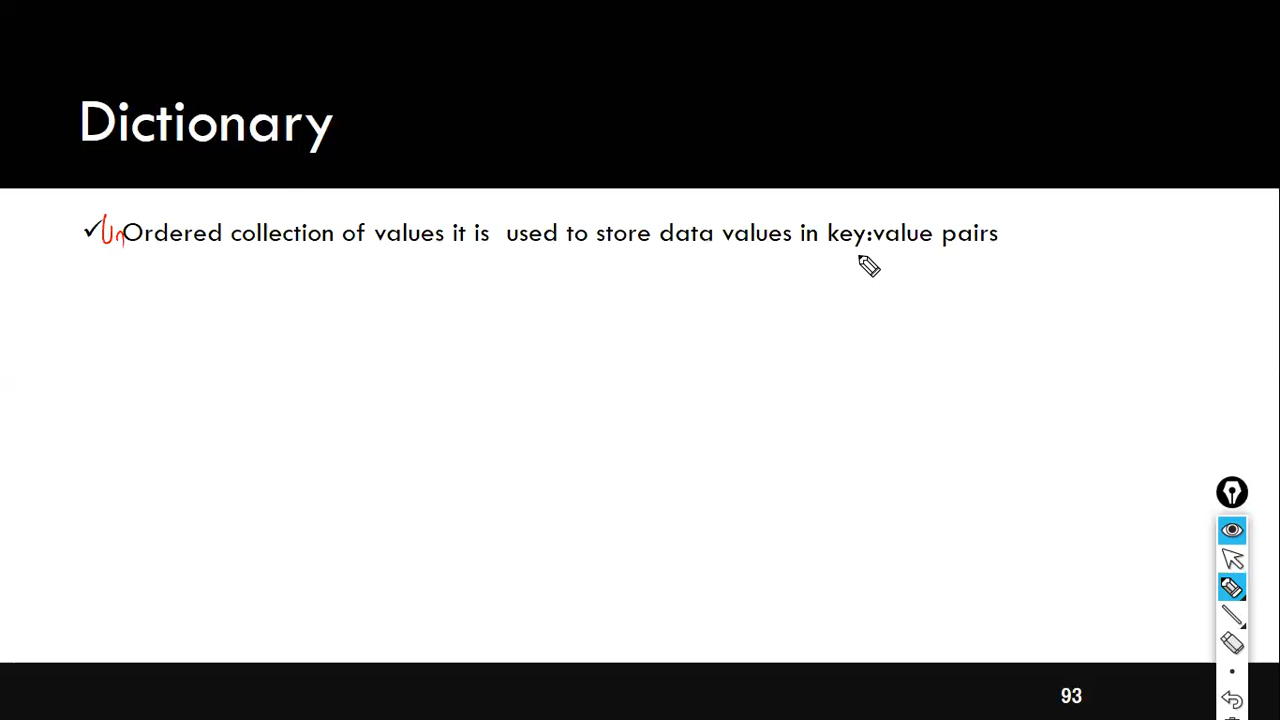 Dictionary
✓ UnOrdered collection of values it is used to store data values in key:value pairs
93